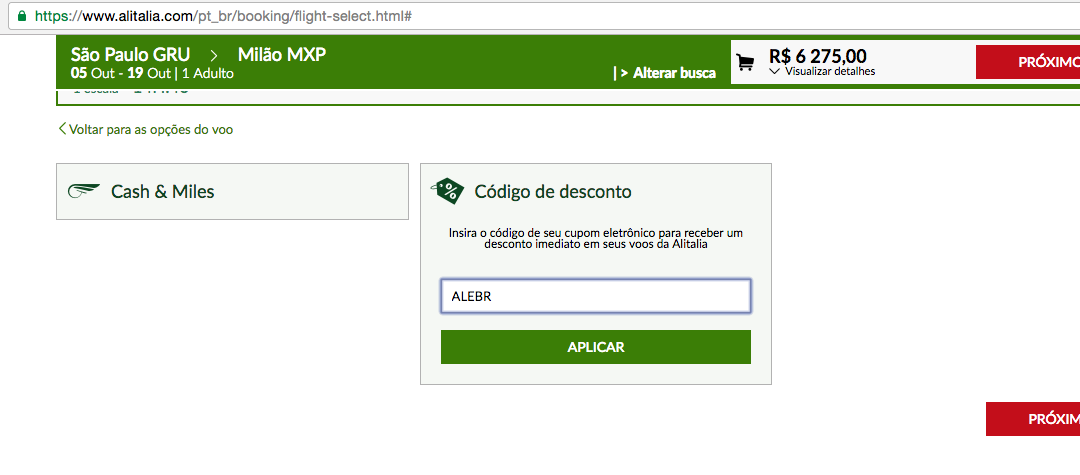 https://www.alitalia.com/pt_br/booking/flight-select.html#
São Paulo GRU > Milão MXP
05 Out - 19 Out | 1 Adulto
| > Alterar busca
R$ 6 275,00
Visualizar detalhes
PRÓXIMO
Voltar para as opções do voo
Cash & Miles
Código de desconto
Insira o código de seu cupom eletrônico para receber um
desconto imediato em seus voos da Alitalia
ALEBR
APLICAR
PRÓXIM